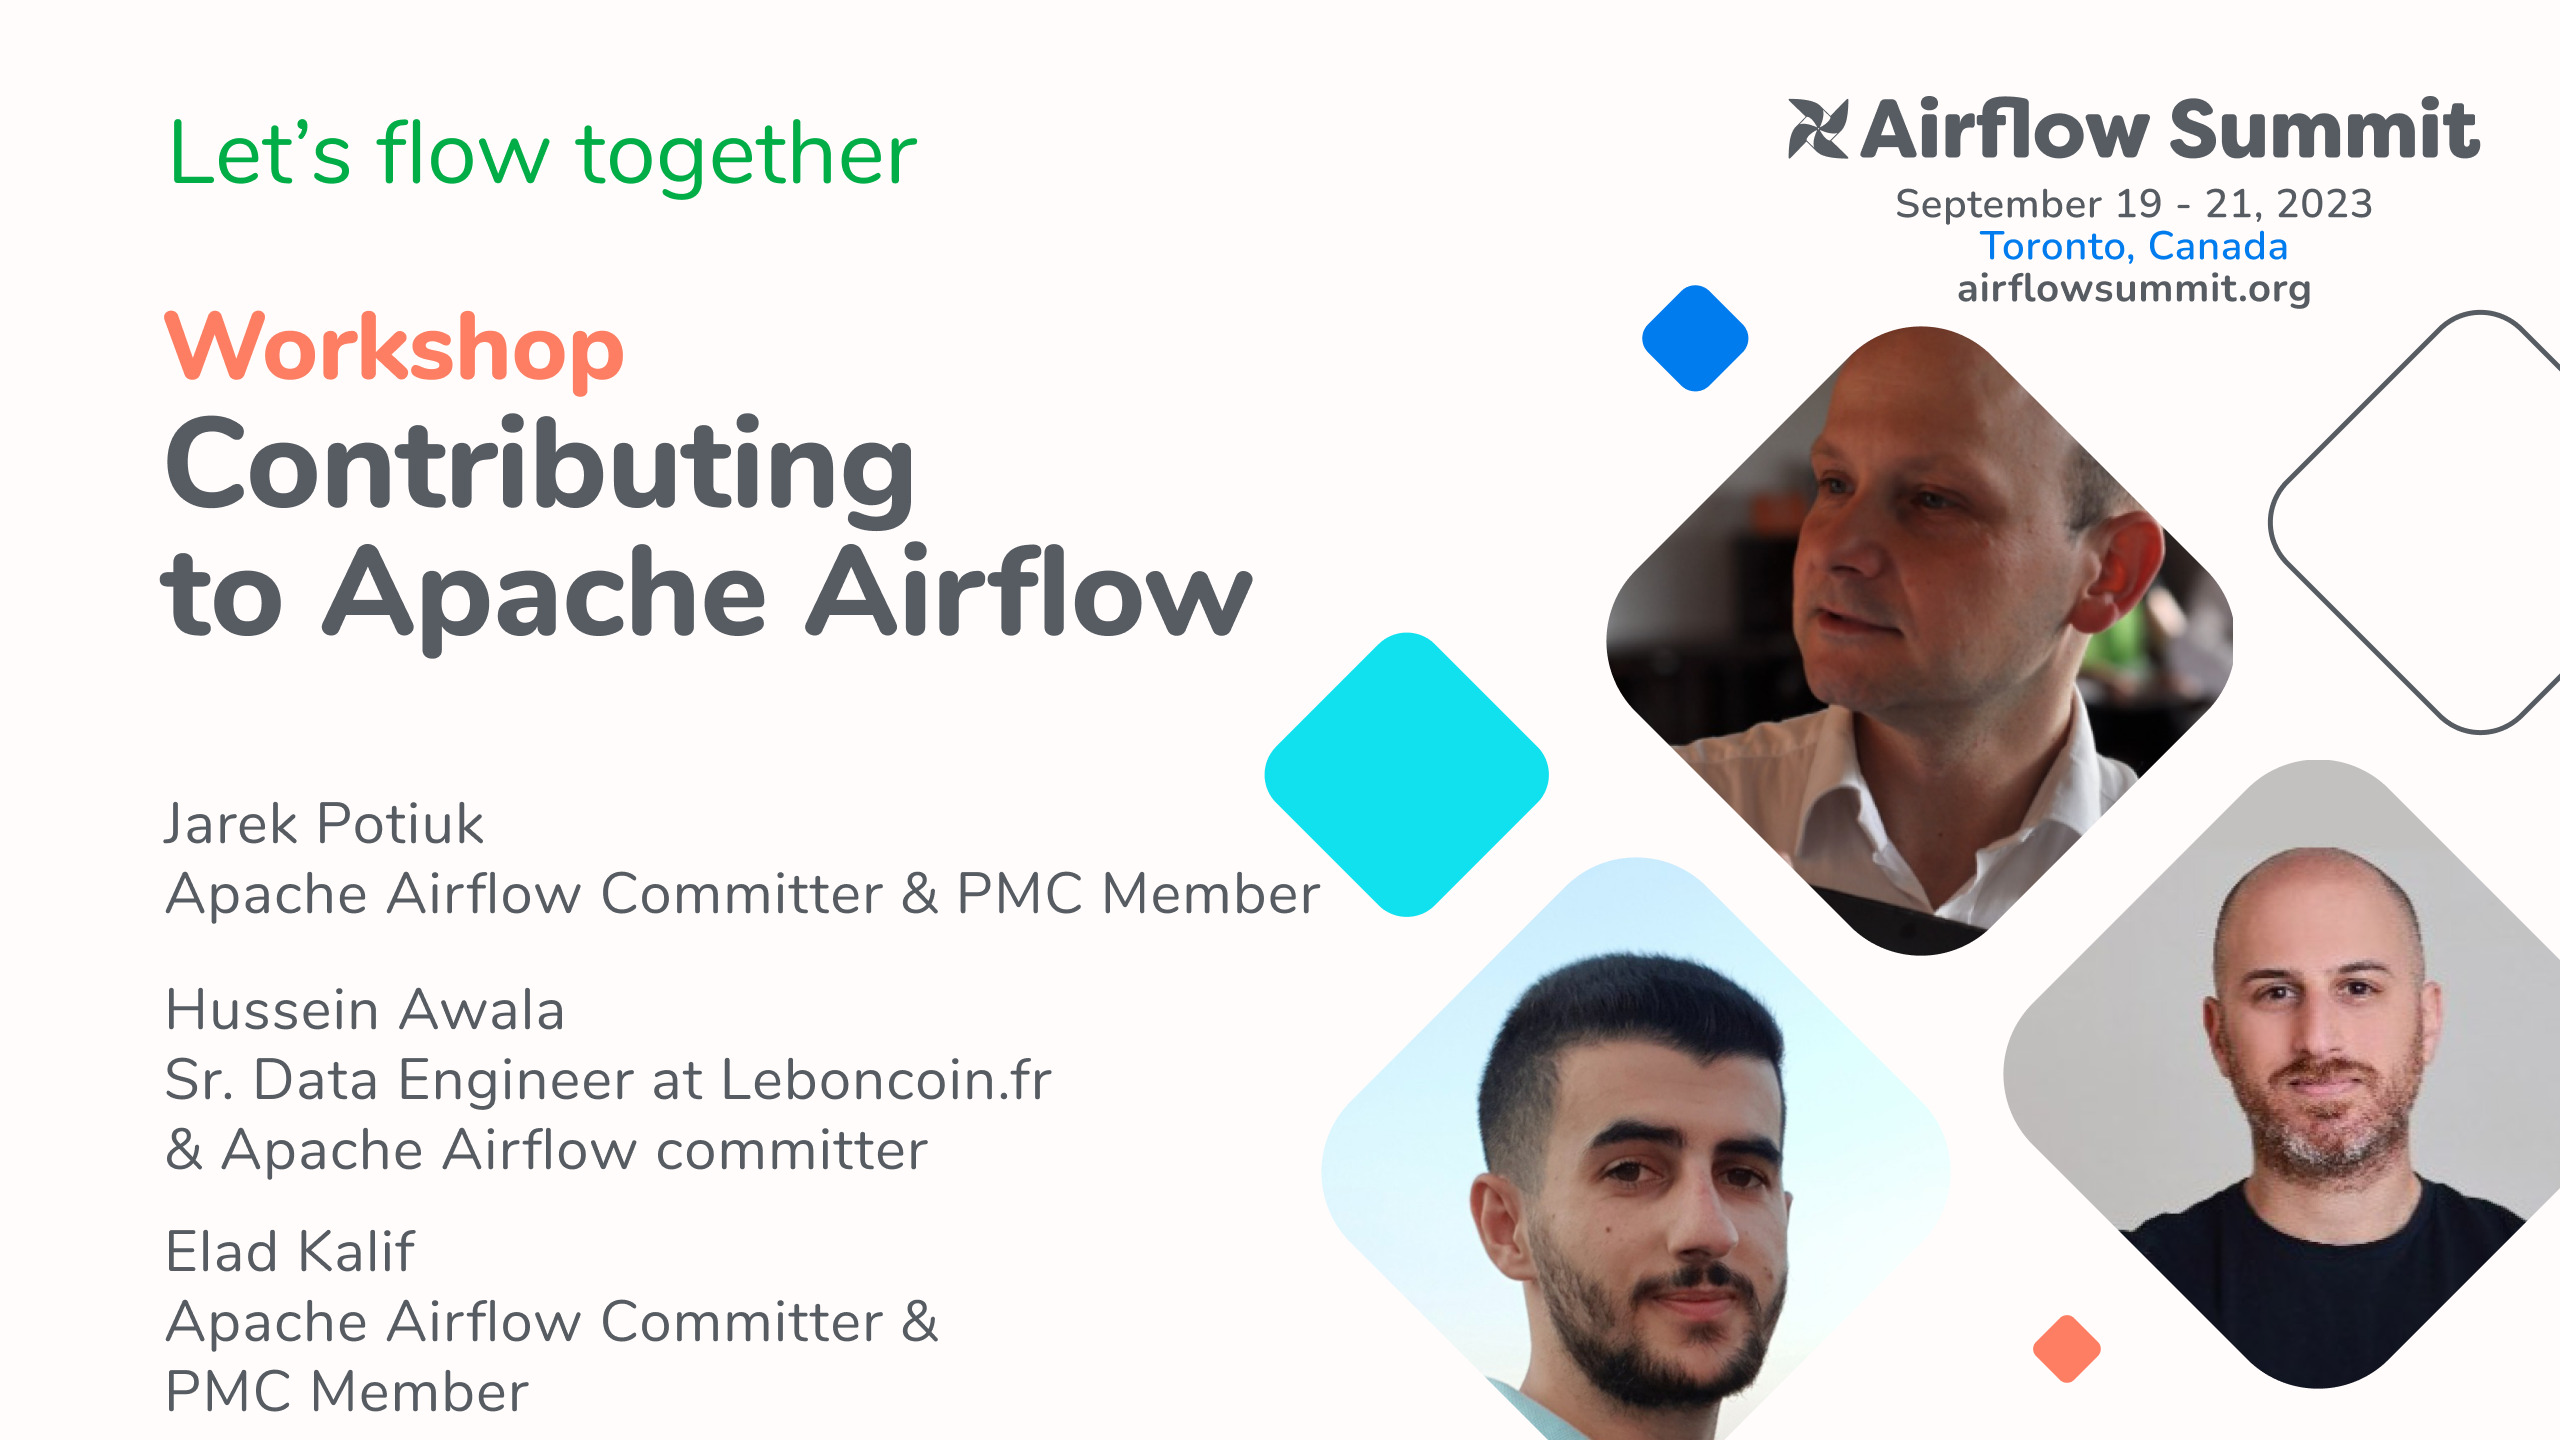 Let’s flow together
Airflow Summit
September 19 - 21, 2023
Toronto, Canada
airflowsummit.org
Workshop
Contributing
to Apache Airflow
Jarek Potiuk
Apache Airflow Committer & PMC Member
Hussein Awala
Sr. Data Engineer at Leboncoin.fr
& Apache Airflow committer
Elad Kalif
Apache Airflow Committer &
PMC Member